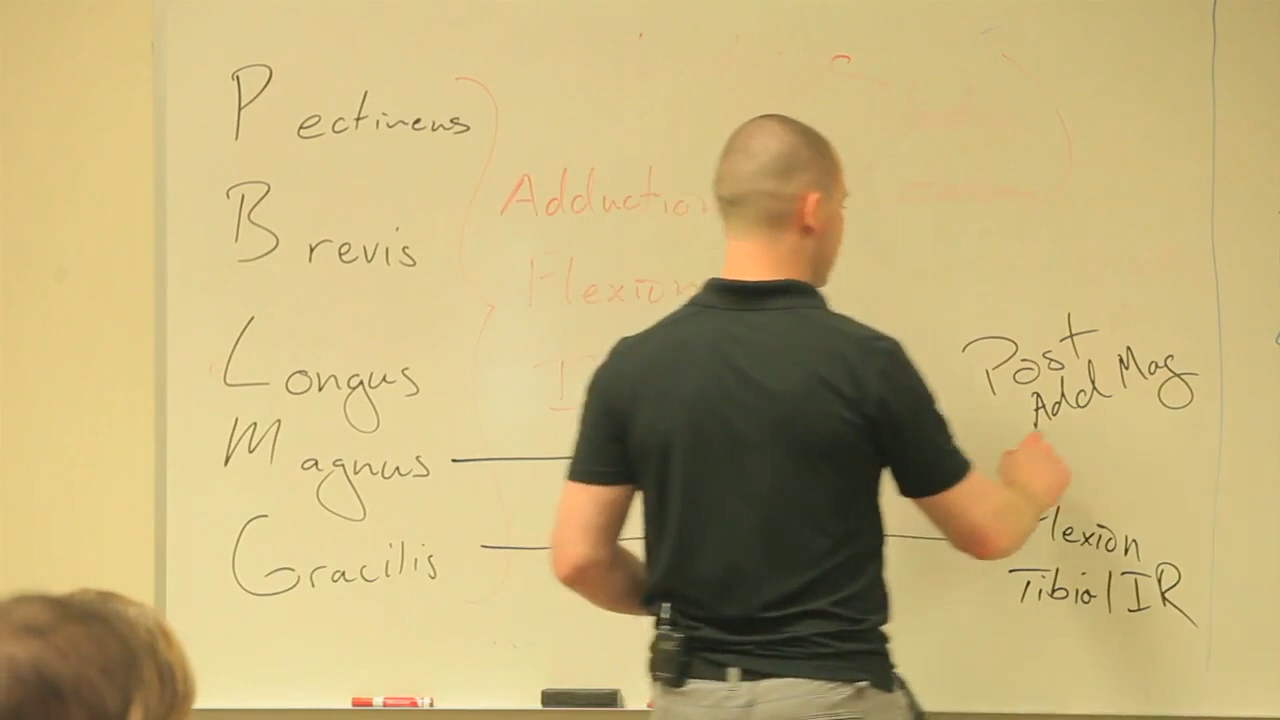 Pectineus
Brevis
Longus
Magnus
Gracilis
Adduction
Flexion
I
Post
Add Mag
Flexion
Tibial IR